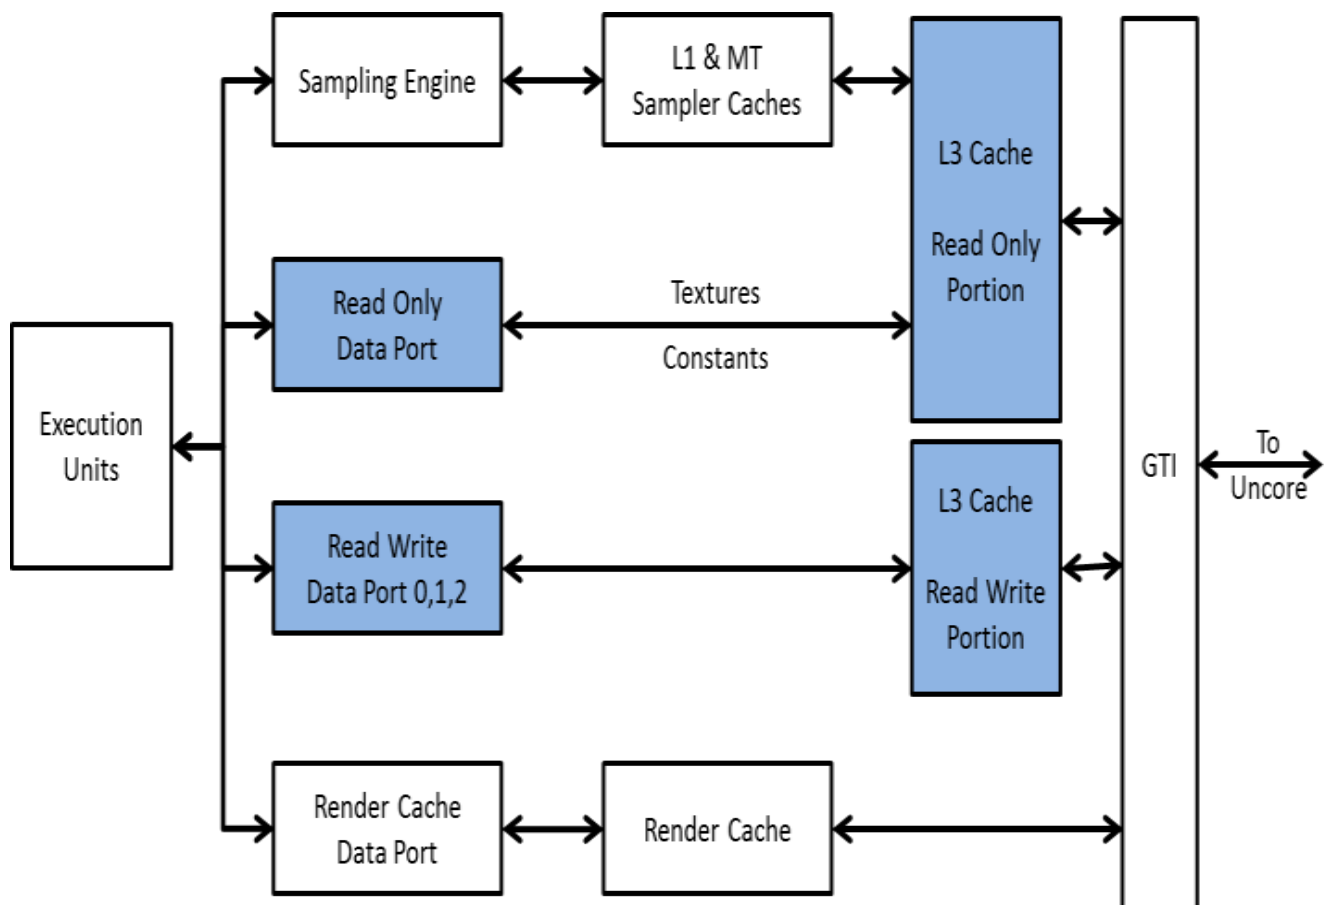 Sampling Engine
L1 & MT
Sampler Caches
L3 Cache
Read Only
Portion
Read Only
Data Port
Textures
Constants
Execution
Units
Read Write
Data Port 0,1,2
L3 Cache
Read Write
Portion
GTI
To
Uncore
Render Cache
Data Port
Render Cache